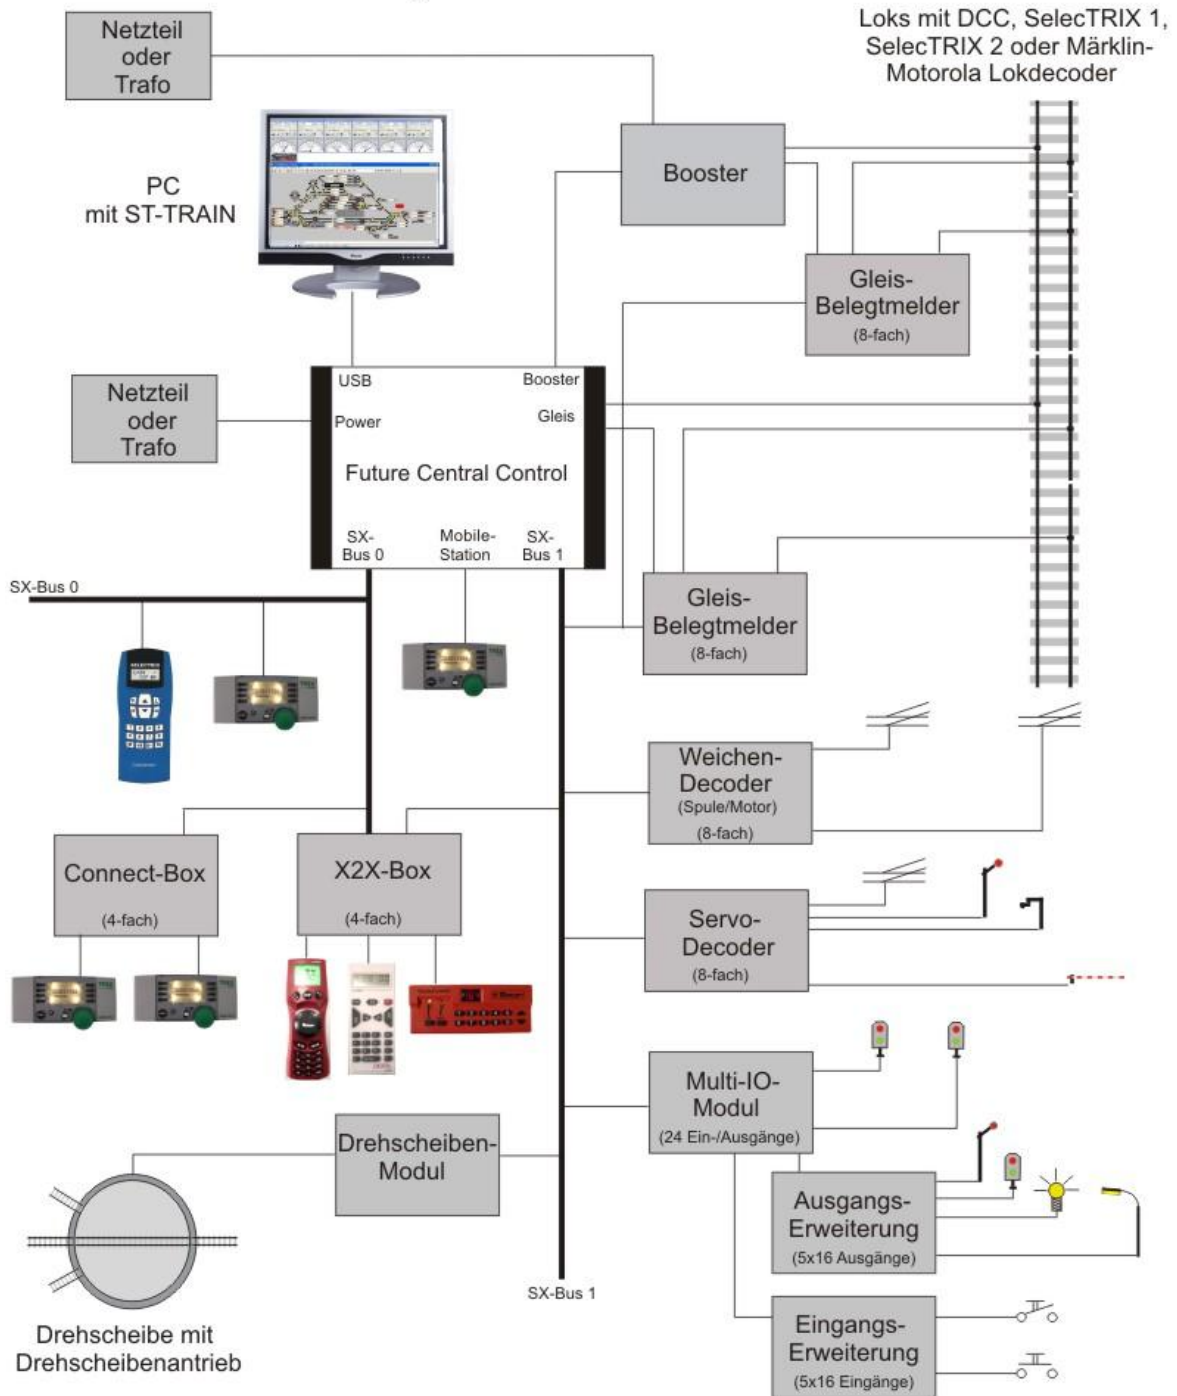 Netzteil
oder
Trafo
Loks mit DCC, SelecTRIX 1,
SelecTRIX 2 oder Märklin-
Motorola Lokdecoder
PC
mit ST-TRAIN
Booster
Gleis-
Belegtmelder
(8-fach)
Netzteil
oder
Trafo
USB
Booster
Power
Gleis
Future Central Control
SX-
Bus 0
Mobile-
Station
SX-
Bus 1
SX-Bus 0
Gleis-
Belegtmelder
(8-fach)
SELECTRIX
Weichen-
Decoder
(Spule/Motor)
(8-fach)
Connect-Box
(4-fach)
X2X-Box
(4-fach)
Servo-
Decoder
(8-fach)
Multi-IO-
Modul
(24 Ein-/Ausgänge)
Drehscheiben-
Modul
Ausgangs-
Erweiterung
(5x16 Ausgänge)
SX-Bus 1
Eingangs-
Erweiterung
(5x16 Eingänge)
Drehscheibe mit
Drehscheibenantrieb